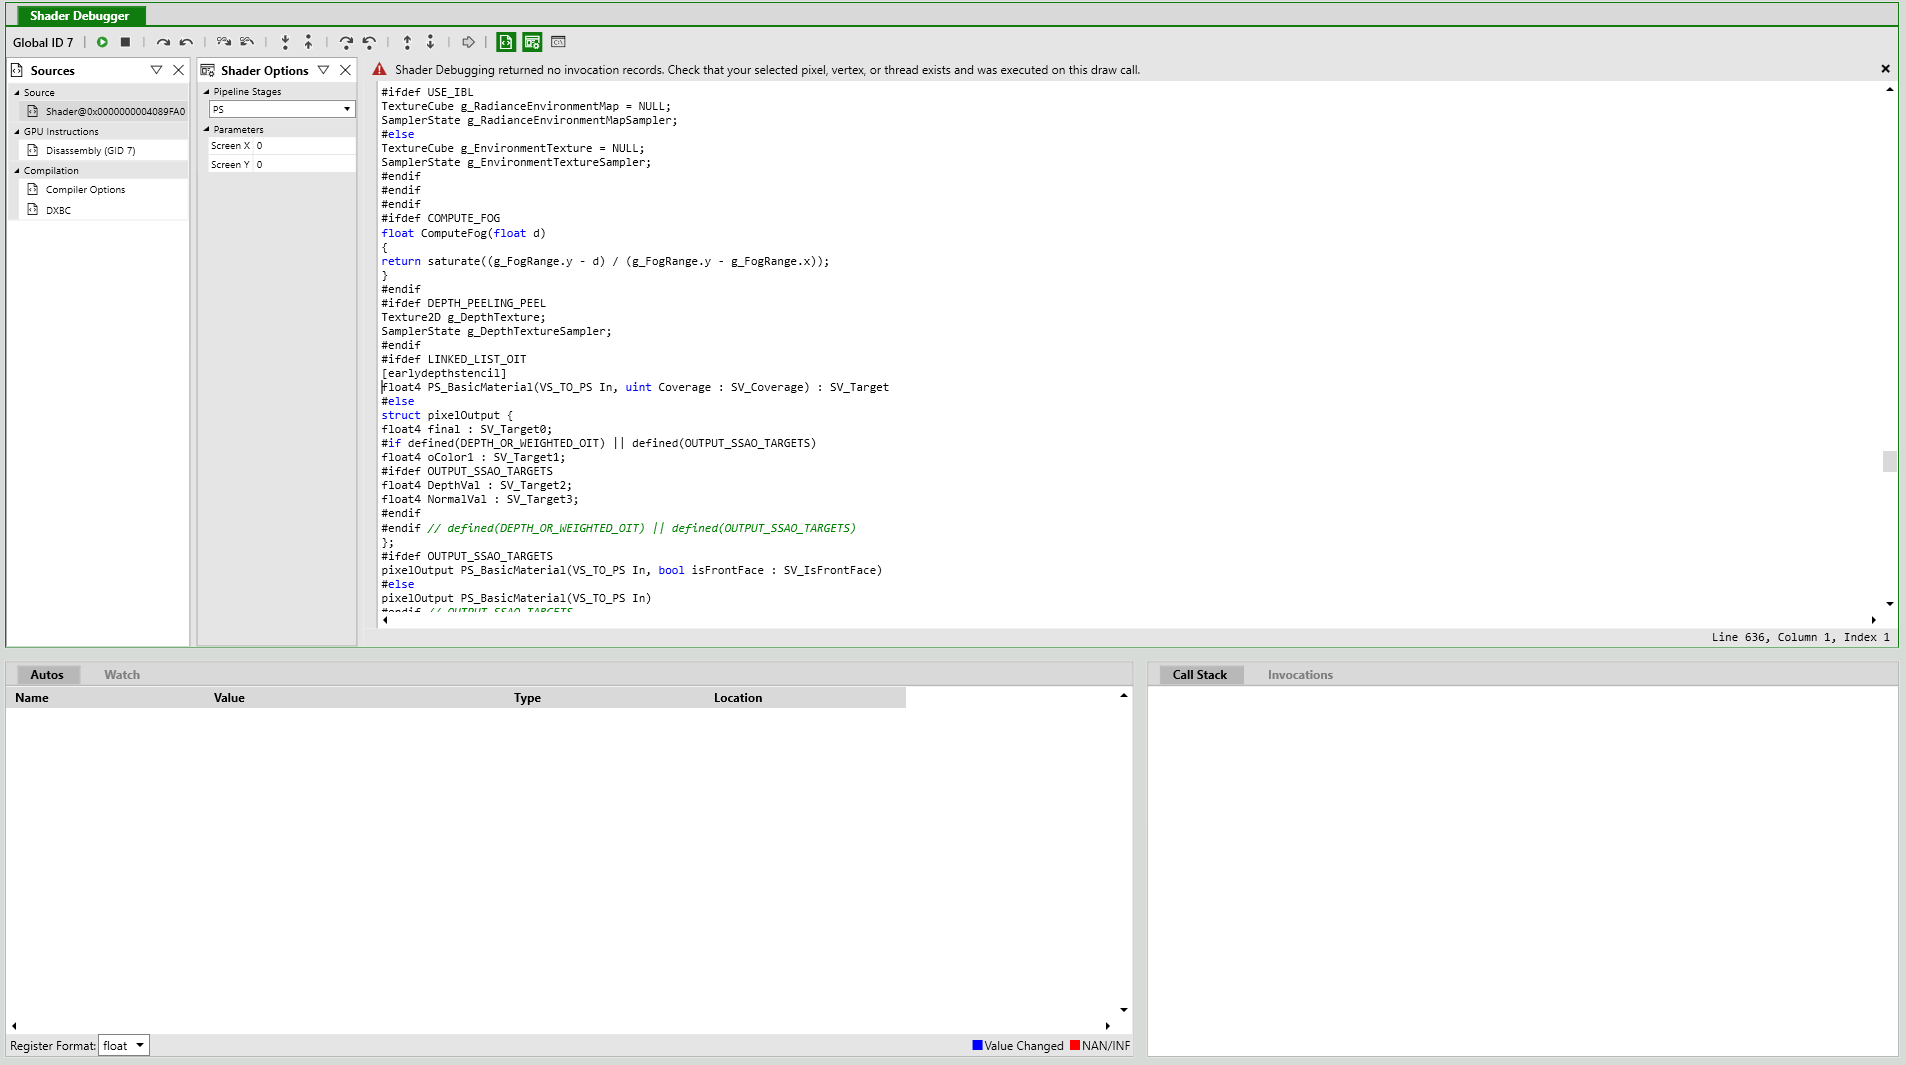 Shader Debugger
Global ID 7
Sources
Source
Shader@0x0000000004089FA0
GPU Instructions
Disassembly (GID 7)
Compilation
Compiler Options
DXBC
Shader Options
Pipeline Stages
PS
Parameters
Screen X 0
Screen Y 0
Shader Debugging returned no invocation records. Check that your selected pixel, vertex, or thread exists and was executed on this draw call.
#ifdef USE_IBL
TextureCube g_RadianceEnvironmentMap = NULL;
SamplerState g_RadianceEnvironmentMapSampler;
#else
TextureCube g_EnvironmentTexture = NULL;
SamplerState g_EnvironmentTextureSampler;
#endif
#endif
#endif
#ifdef COMPUTE_FOG
float ComputeFog(float d)
{
return saturate((g_FogRange.y - d) / (g_FogRange.y - g_FogRange.x));
}
#endif
#ifdef DEPTH_PEELING_PEEL
Texture2D g_DepthTexture;
SamplerState g_DepthTextureSampler;
#endif
#ifdef LINKED_LIST_OIT
[earlydepthstencil]
float4 PS_BasicMaterial(VS_TO_PS In, uint Coverage : SV_Coverage) : SV_Target
#else
struct pixelOutput {
float4 final : SV_Target0;
#if defined(DEPTH_OR_WEIGHTED_OIT) || defined(OUTPUT_SSAO_TARGETS)
float4 oColor1 : SV_Target1;
#ifdef OUTPUT_SSAO_TARGETS
float4 DepthVal : SV_Target2;
float4 NormalVal : SV_Target3;
#endif
#endif // defined(DEPTH_OR_WEIGHTED_OIT) || defined(OUTPUT_SSAO_TARGETS)
};
#ifdef OUTPUT_SSAO_TARGETS
pixelOutput PS_BasicMaterial(VS_TO_PS In, bool isFrontFace : SV_IsFrontFace)
#else
pixelOutput PS_BasicMaterial(VS_TO_PS In)
#endif // OUTPUT_SSAO_TARGETS
Line 636, Column 1, Index 1
Autos Watch
Name Value Type Location
Register Format: float
Value Changed NAN/INF
Call Stack Invocations